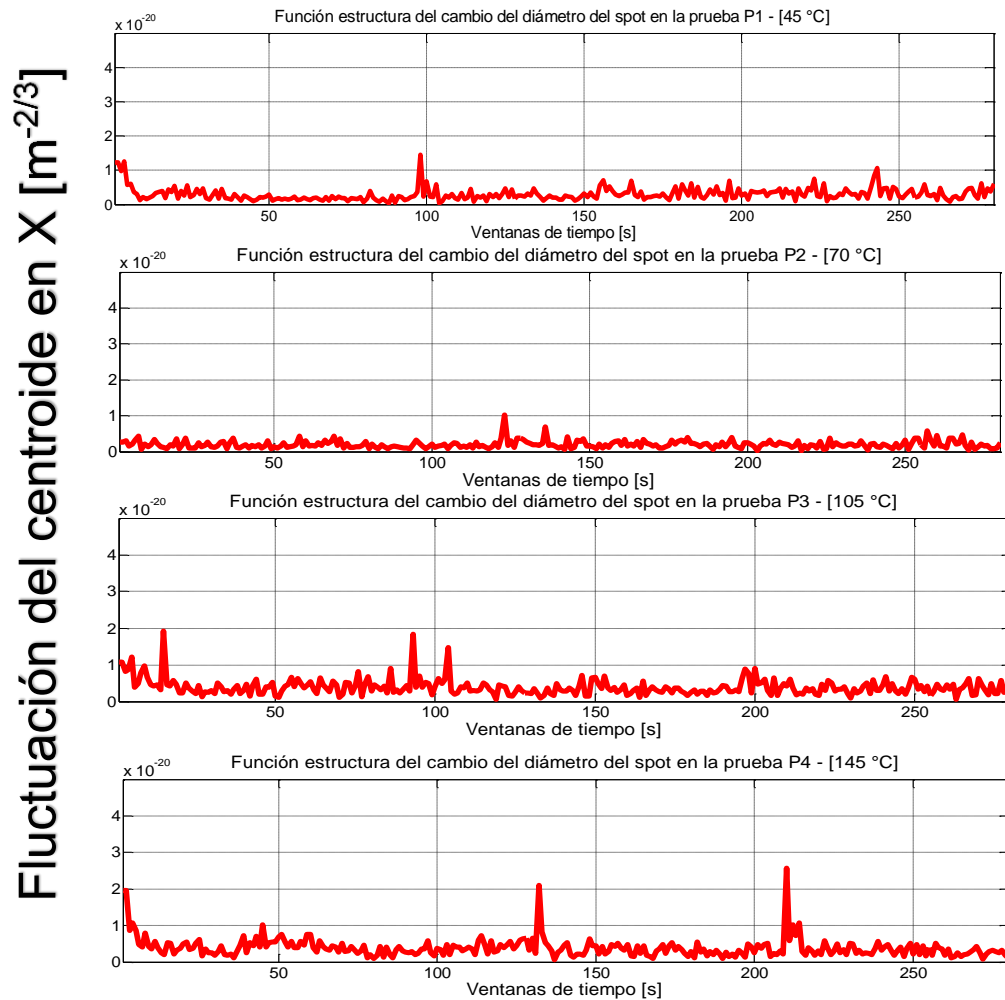 Fluctuación del centroide en X [m-2/3]
Función estructura del cambio del diámetro del spot en la prueba P1 - [45 °C]
x 10-20
4
3
2
1
0
50 100 150 200 250
Ventanas de tiempo [s]
Función estructura del cambio del diámetro del spot en la prueba P2 - [70 °C]
x 10-20
4
3
2
1
0
50 100 150 200 250
Ventanas de tiempo [s]
Función estructura del cambio del diámetro del spot en la prueba P3 - [105 °C]
x 10-20
4
3
2
1
0
50 100 150 200 250
Ventanas de tiempo [s]
Función estructura del cambio del diámetro del spot en la prueba P4 - [145 °C]
x 10-20
4
3
2
1
0
50 100 150 200 250
Ventanas de tiempo [s]